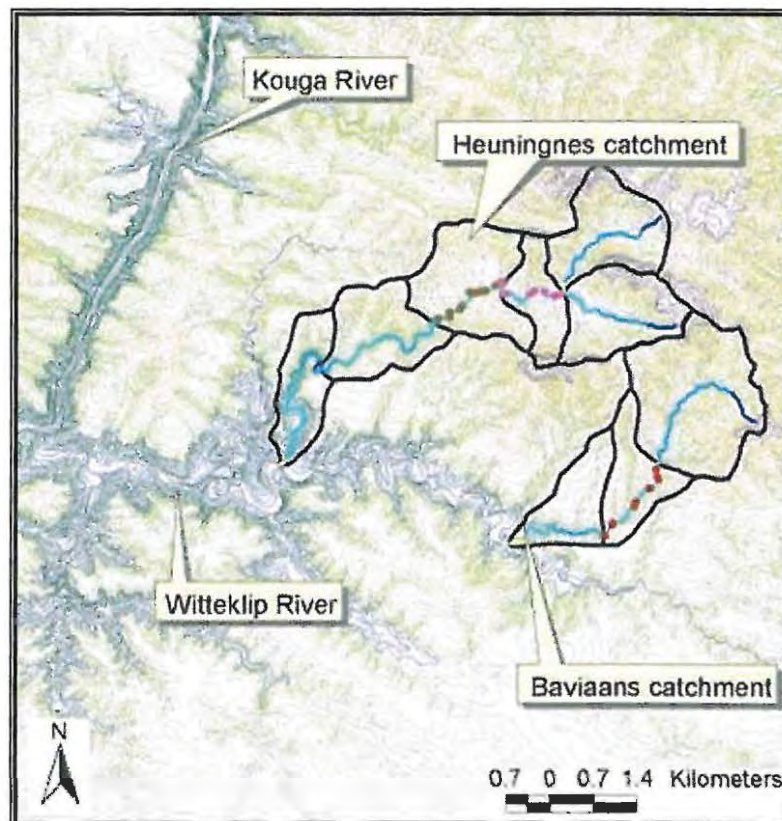 Kouga River
Heuningnes catchment
Witteklip River
Baviaans catchment
N
0.7 0 0.7 1.4 Kilometers